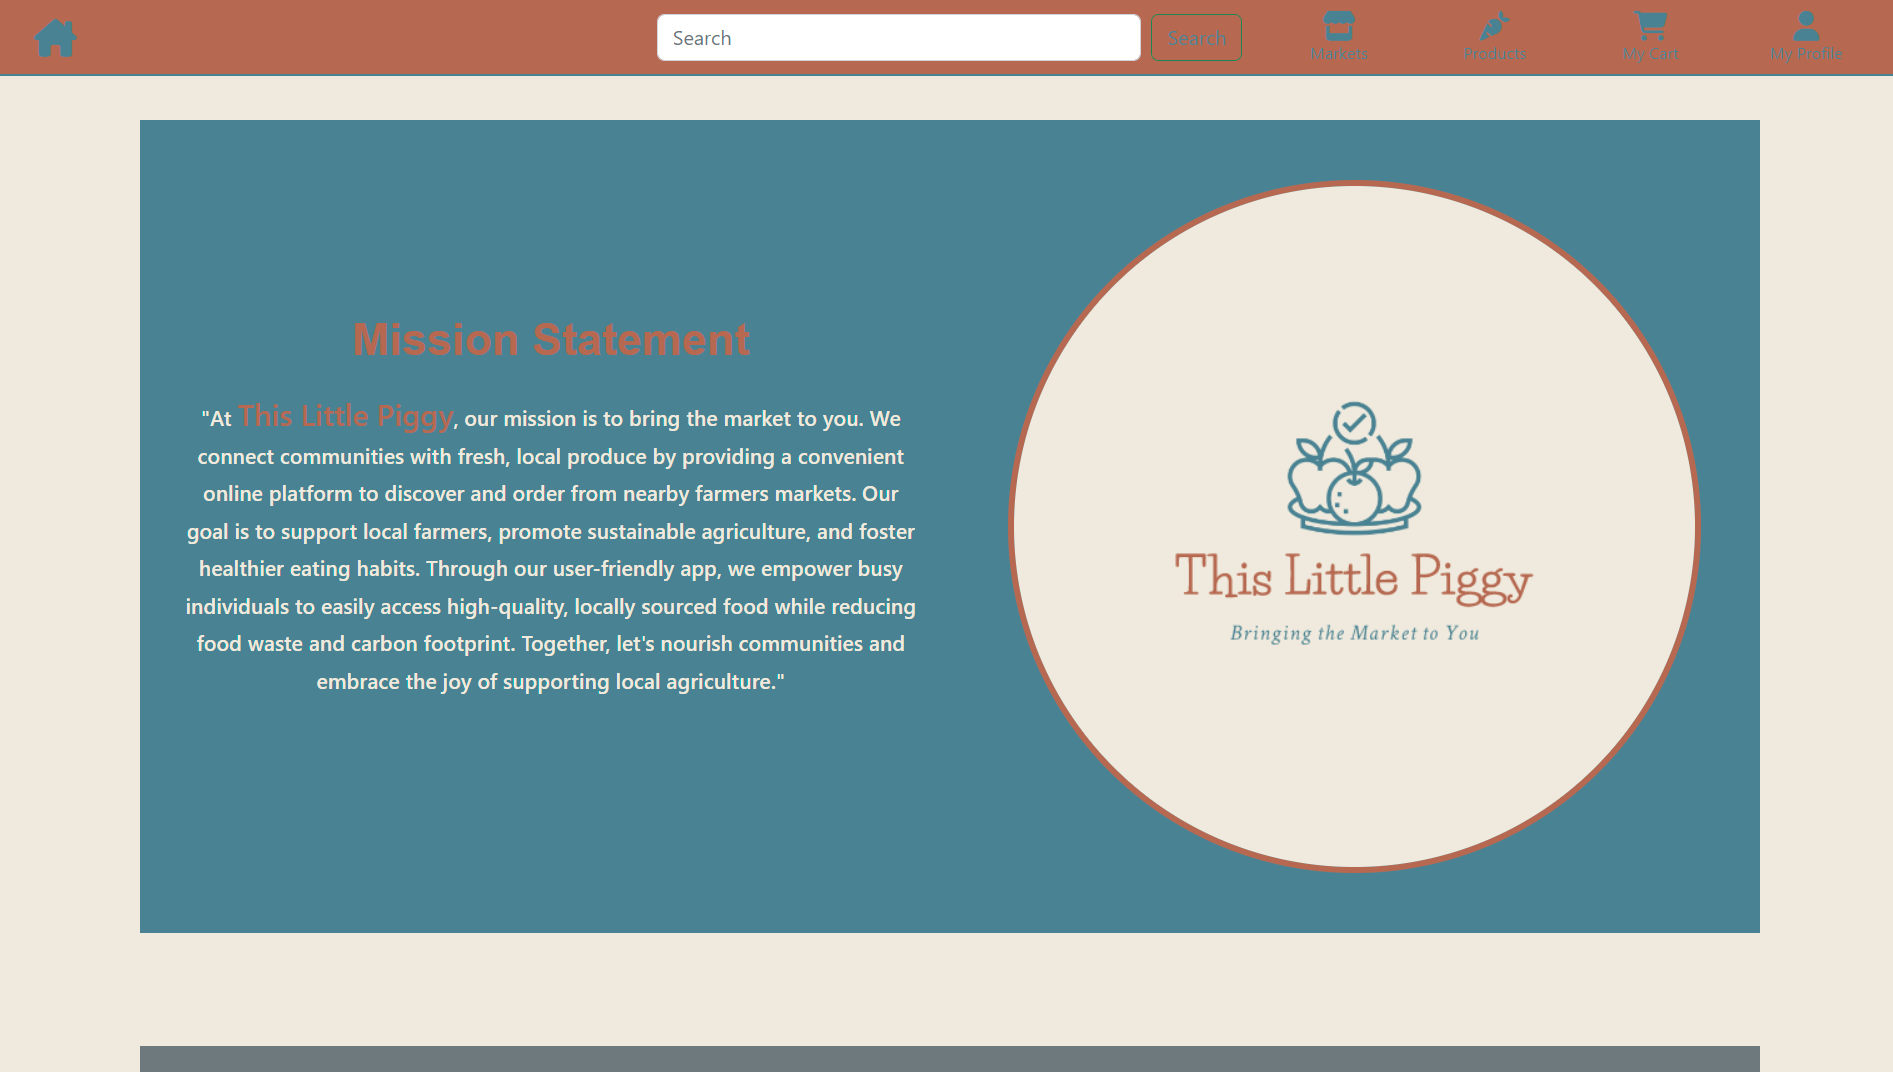 Search
Search
Markets
Products
My Cart
My Profile
Mission Statement
"At This Little Piggy, our mission is to bring the market to you. We
connect communities with fresh, local produce by providing a convenient
online platform to discover and order from nearby farmers markets. Our
goal is to support local farmers, promote sustainable agriculture, and foster
healthier eating habits. Through our user-friendly app, we empower busy
individuals to easily access high-quality, locally sourced food while reducing
food waste and carbon footprint. Together, let's nourish communities and
embrace the joy of supporting local agriculture."
This Little Piggy
Bringing the Market to You